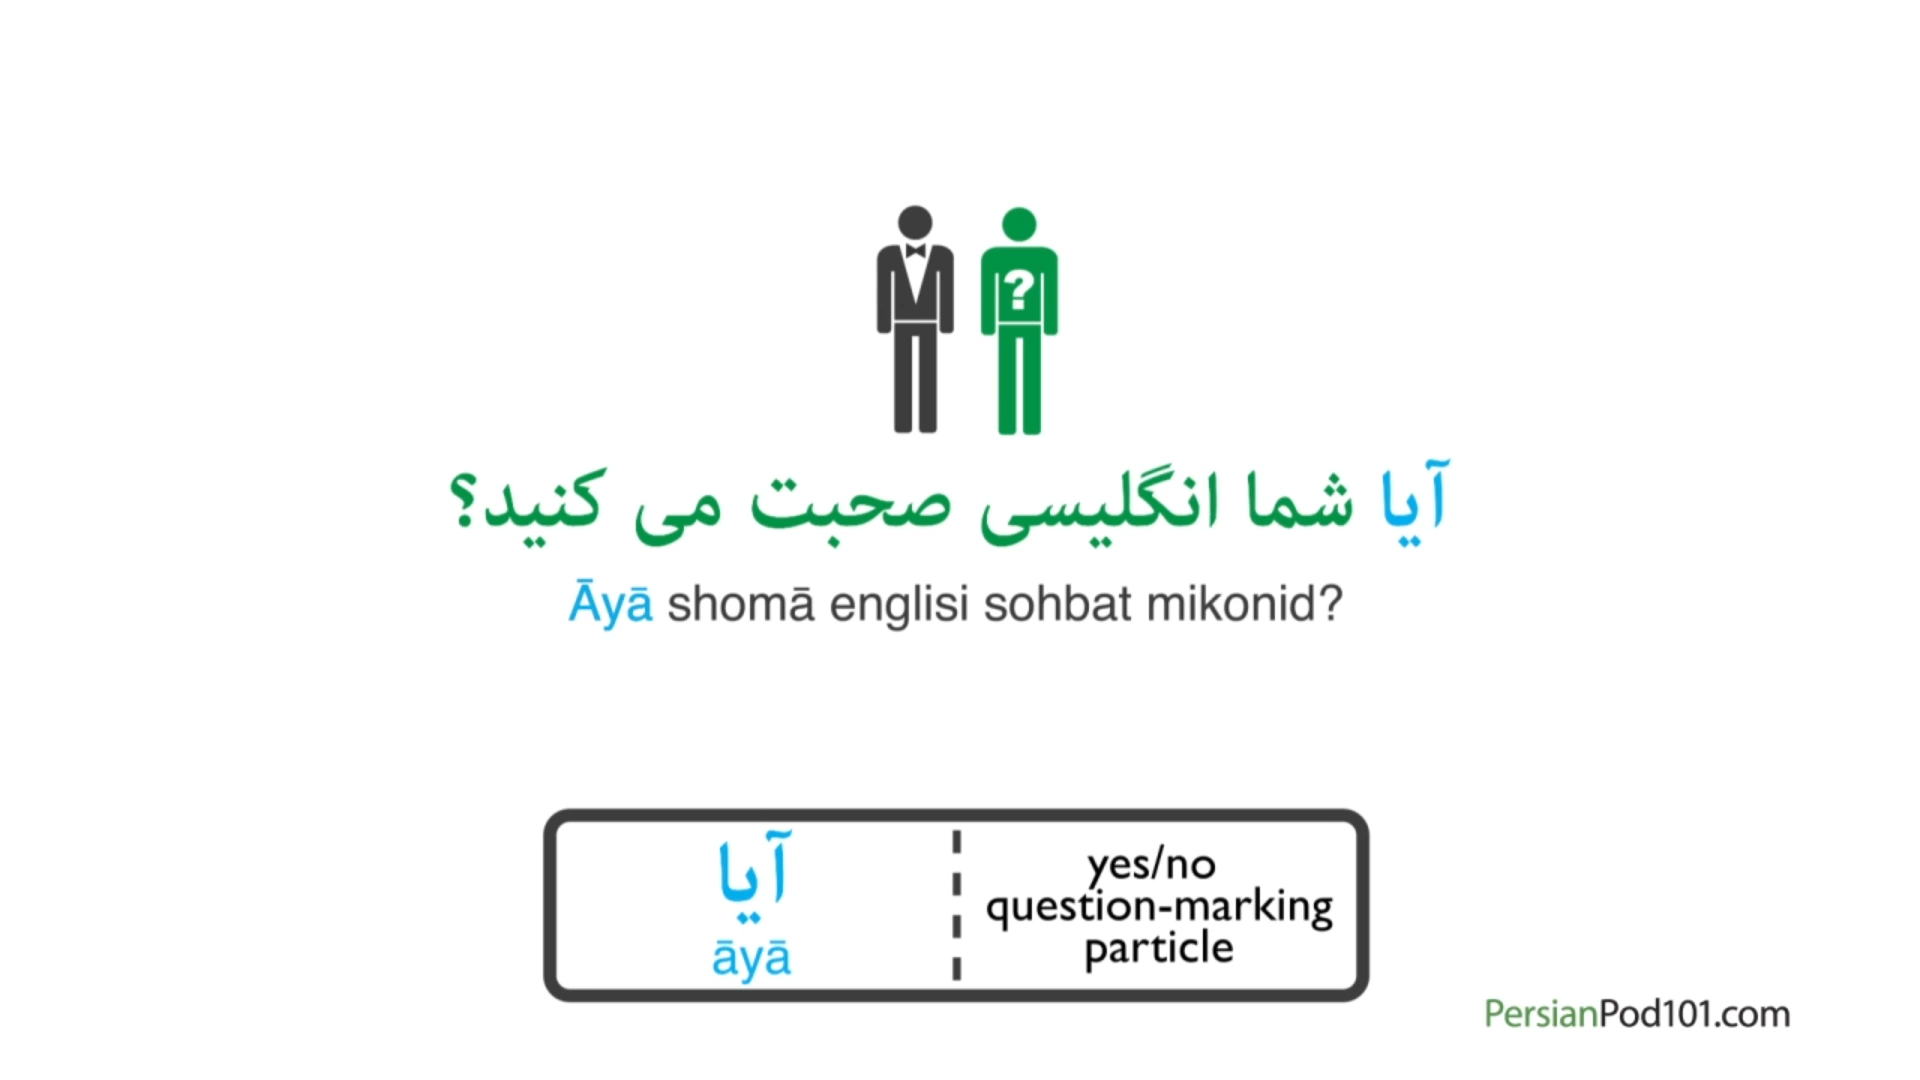 ?
آیا شما انگلیسی صحبت می کنید؟
Āyā shomā englisi sohbat mikonid?
آیا
āyā
yes/no
question-marking
particle
PersianPod101.com